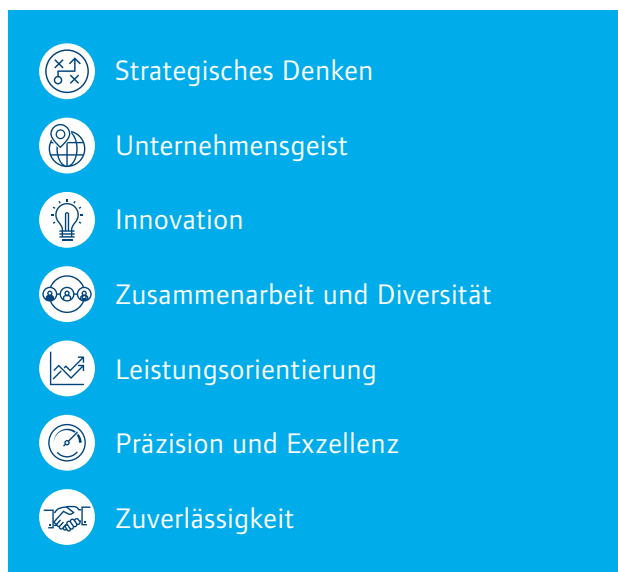 Strategisches Denken
Unternehmensgeist
Innovation
Zusammenarbeit und Diversität
Leistungsorientierung
Präzision und Exzellenz
Zuverlässigkeit